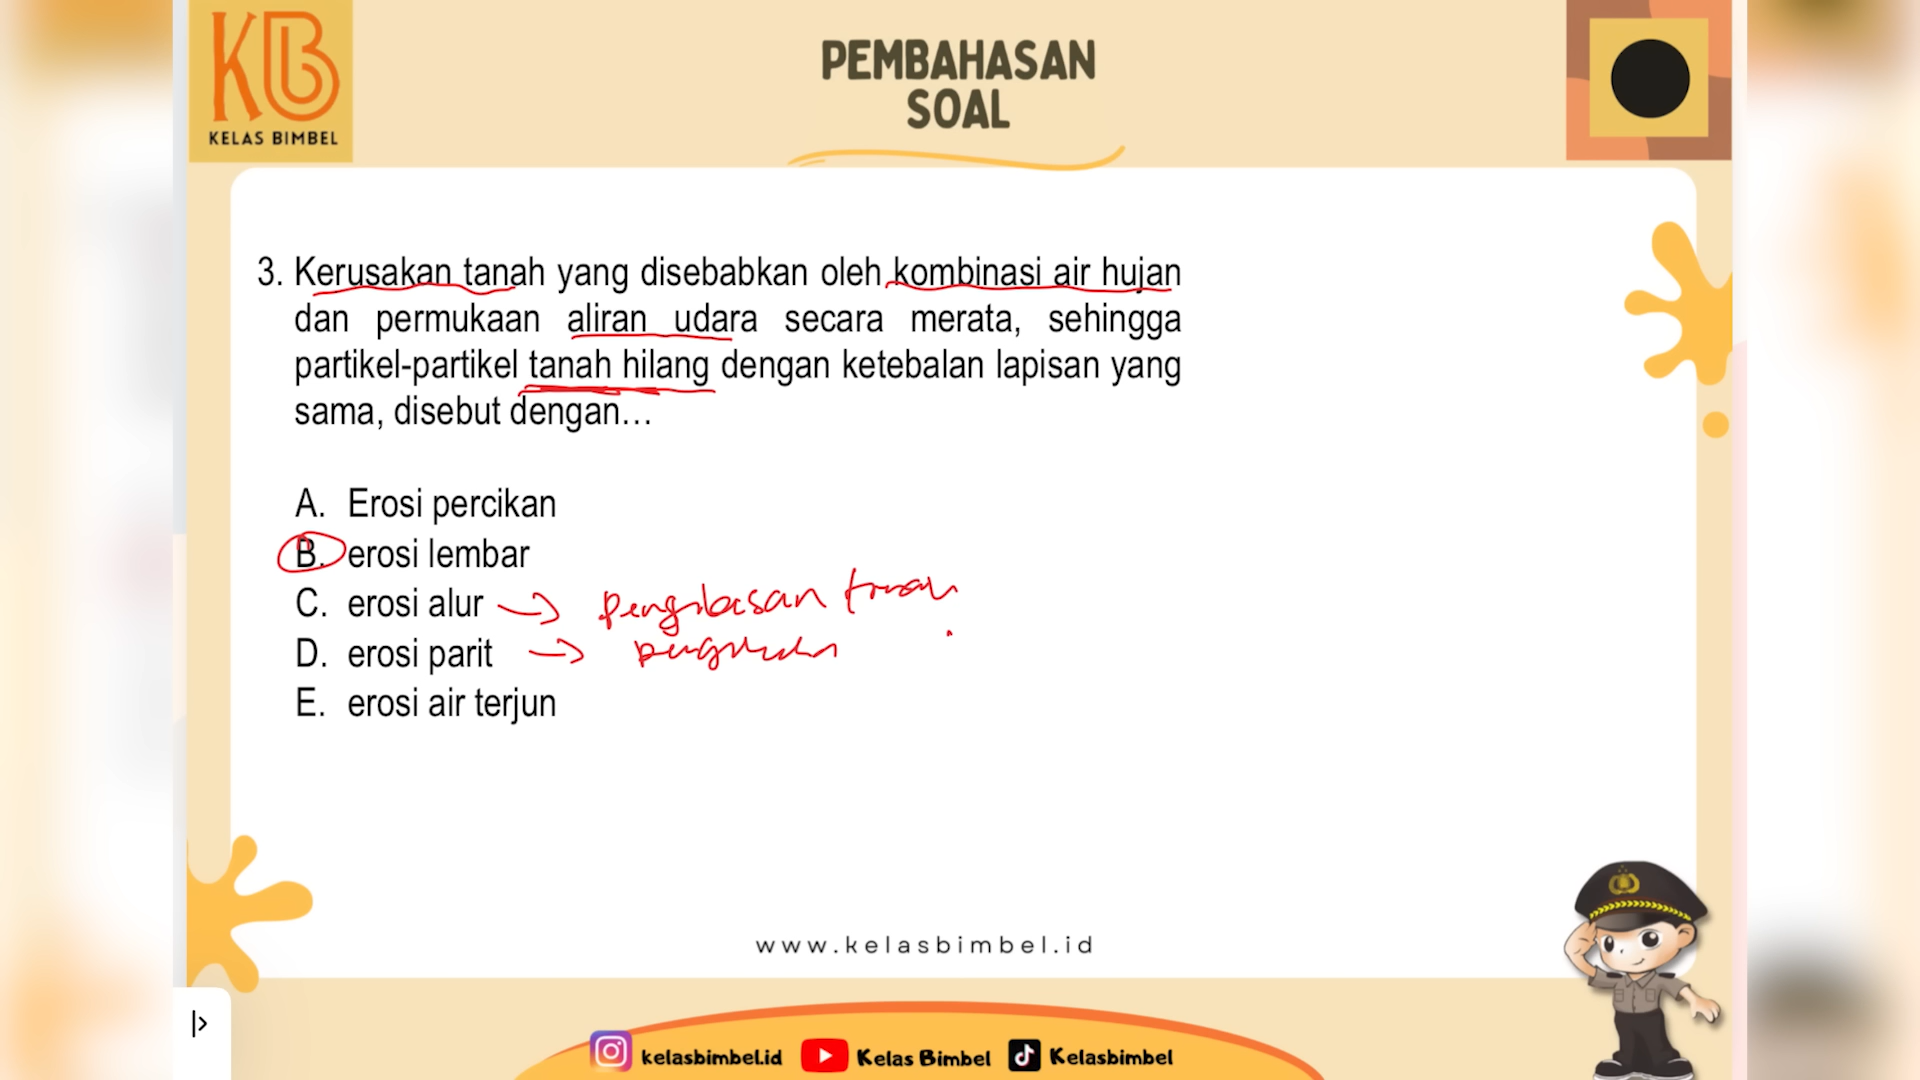 KB
KELAS BIMBEL
PEMBAHASAN
SOAL
3. Kerusakan tanah yang disebabkan oleh kombinasi air hujan
dan permukaan aliran udara secara merata, sehingga
partikel-partikel tanah hilang dengan ketebalan lapisan yang
sama, disebut dengan...
A. Erosi percikan
B. erosi lembar
C. erosi alur
D. erosi parit
E. erosi air terjun
www.kelasbimbel.id
kelasbimbel.id Kelas Bimbel Kelasbimbel